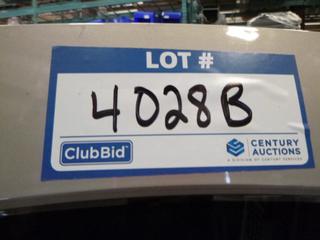 LOT #
4028B
ClubBid
CENTURY
AUCTIONS
A DIVISION OF CENTURY SERVICES